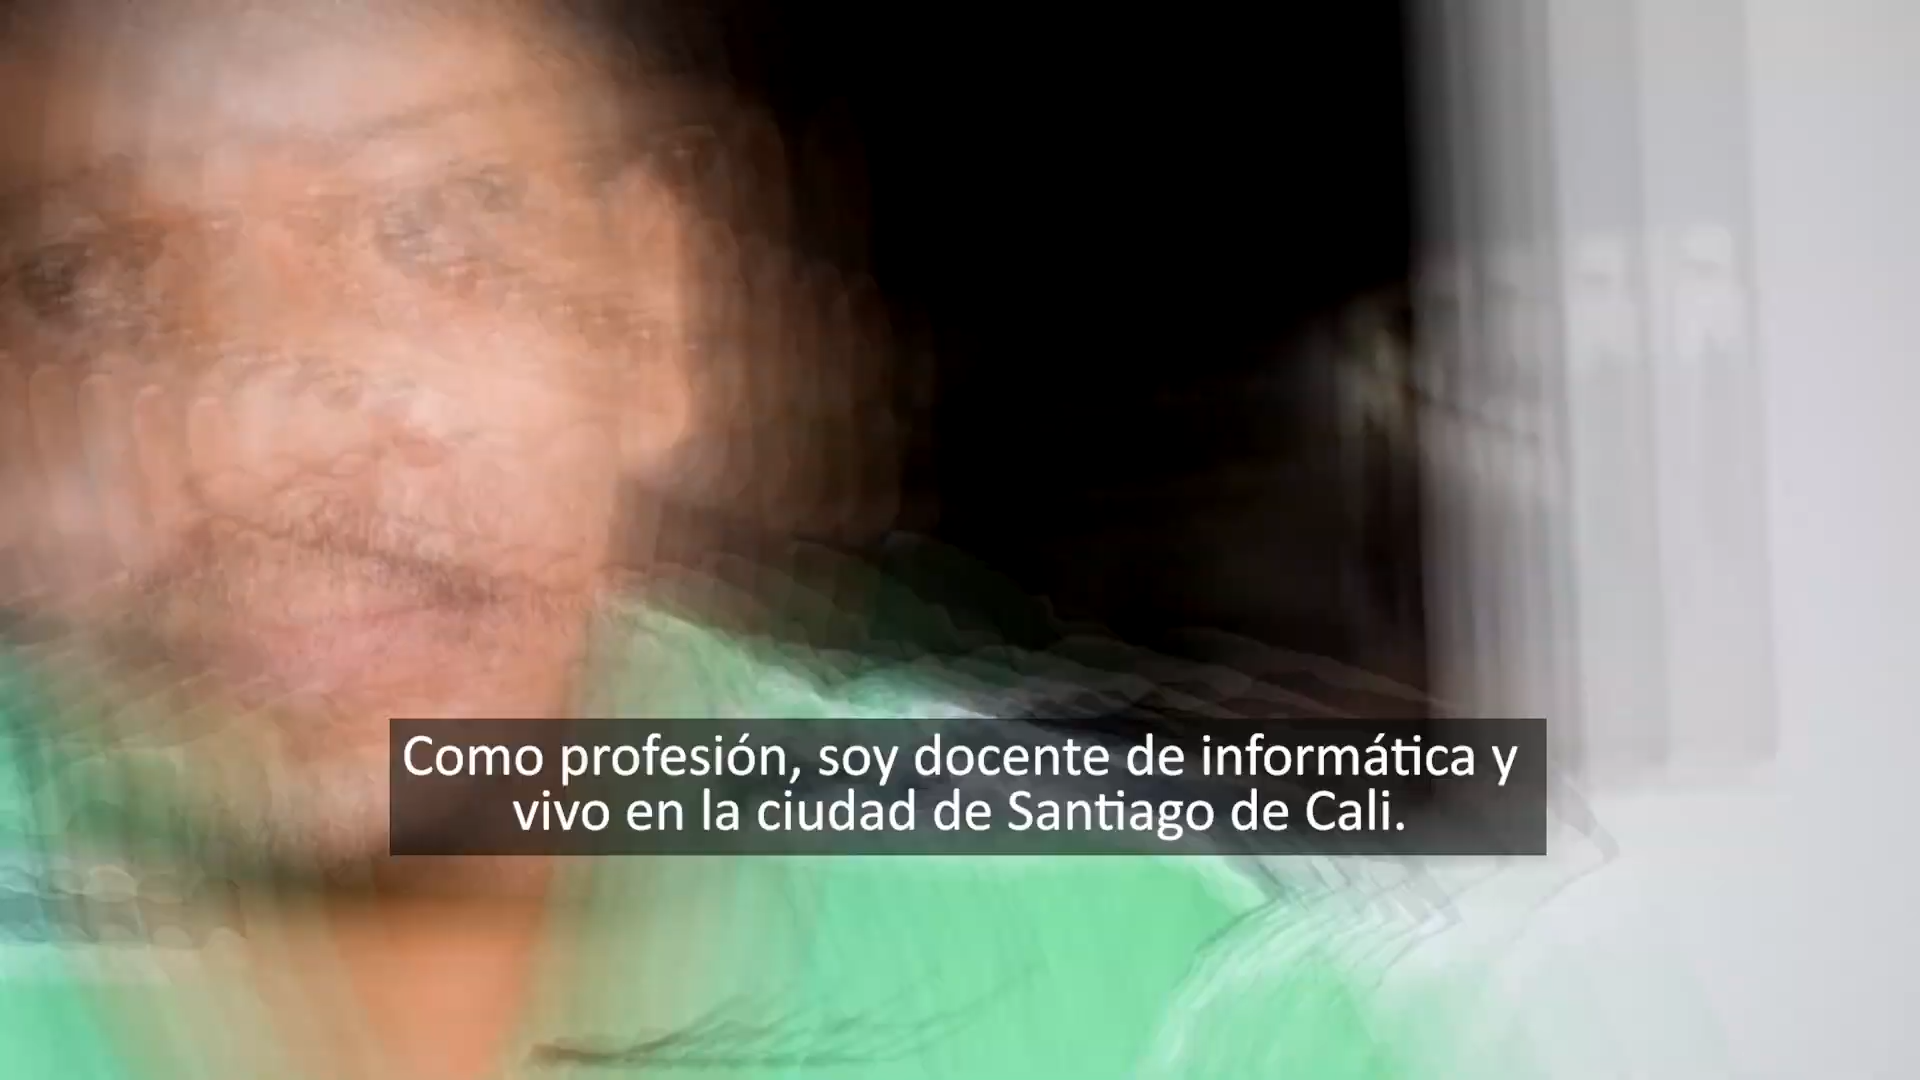 Como profesión, soy docente de informática y
vivo en la ciudad de Santiago de Cali.